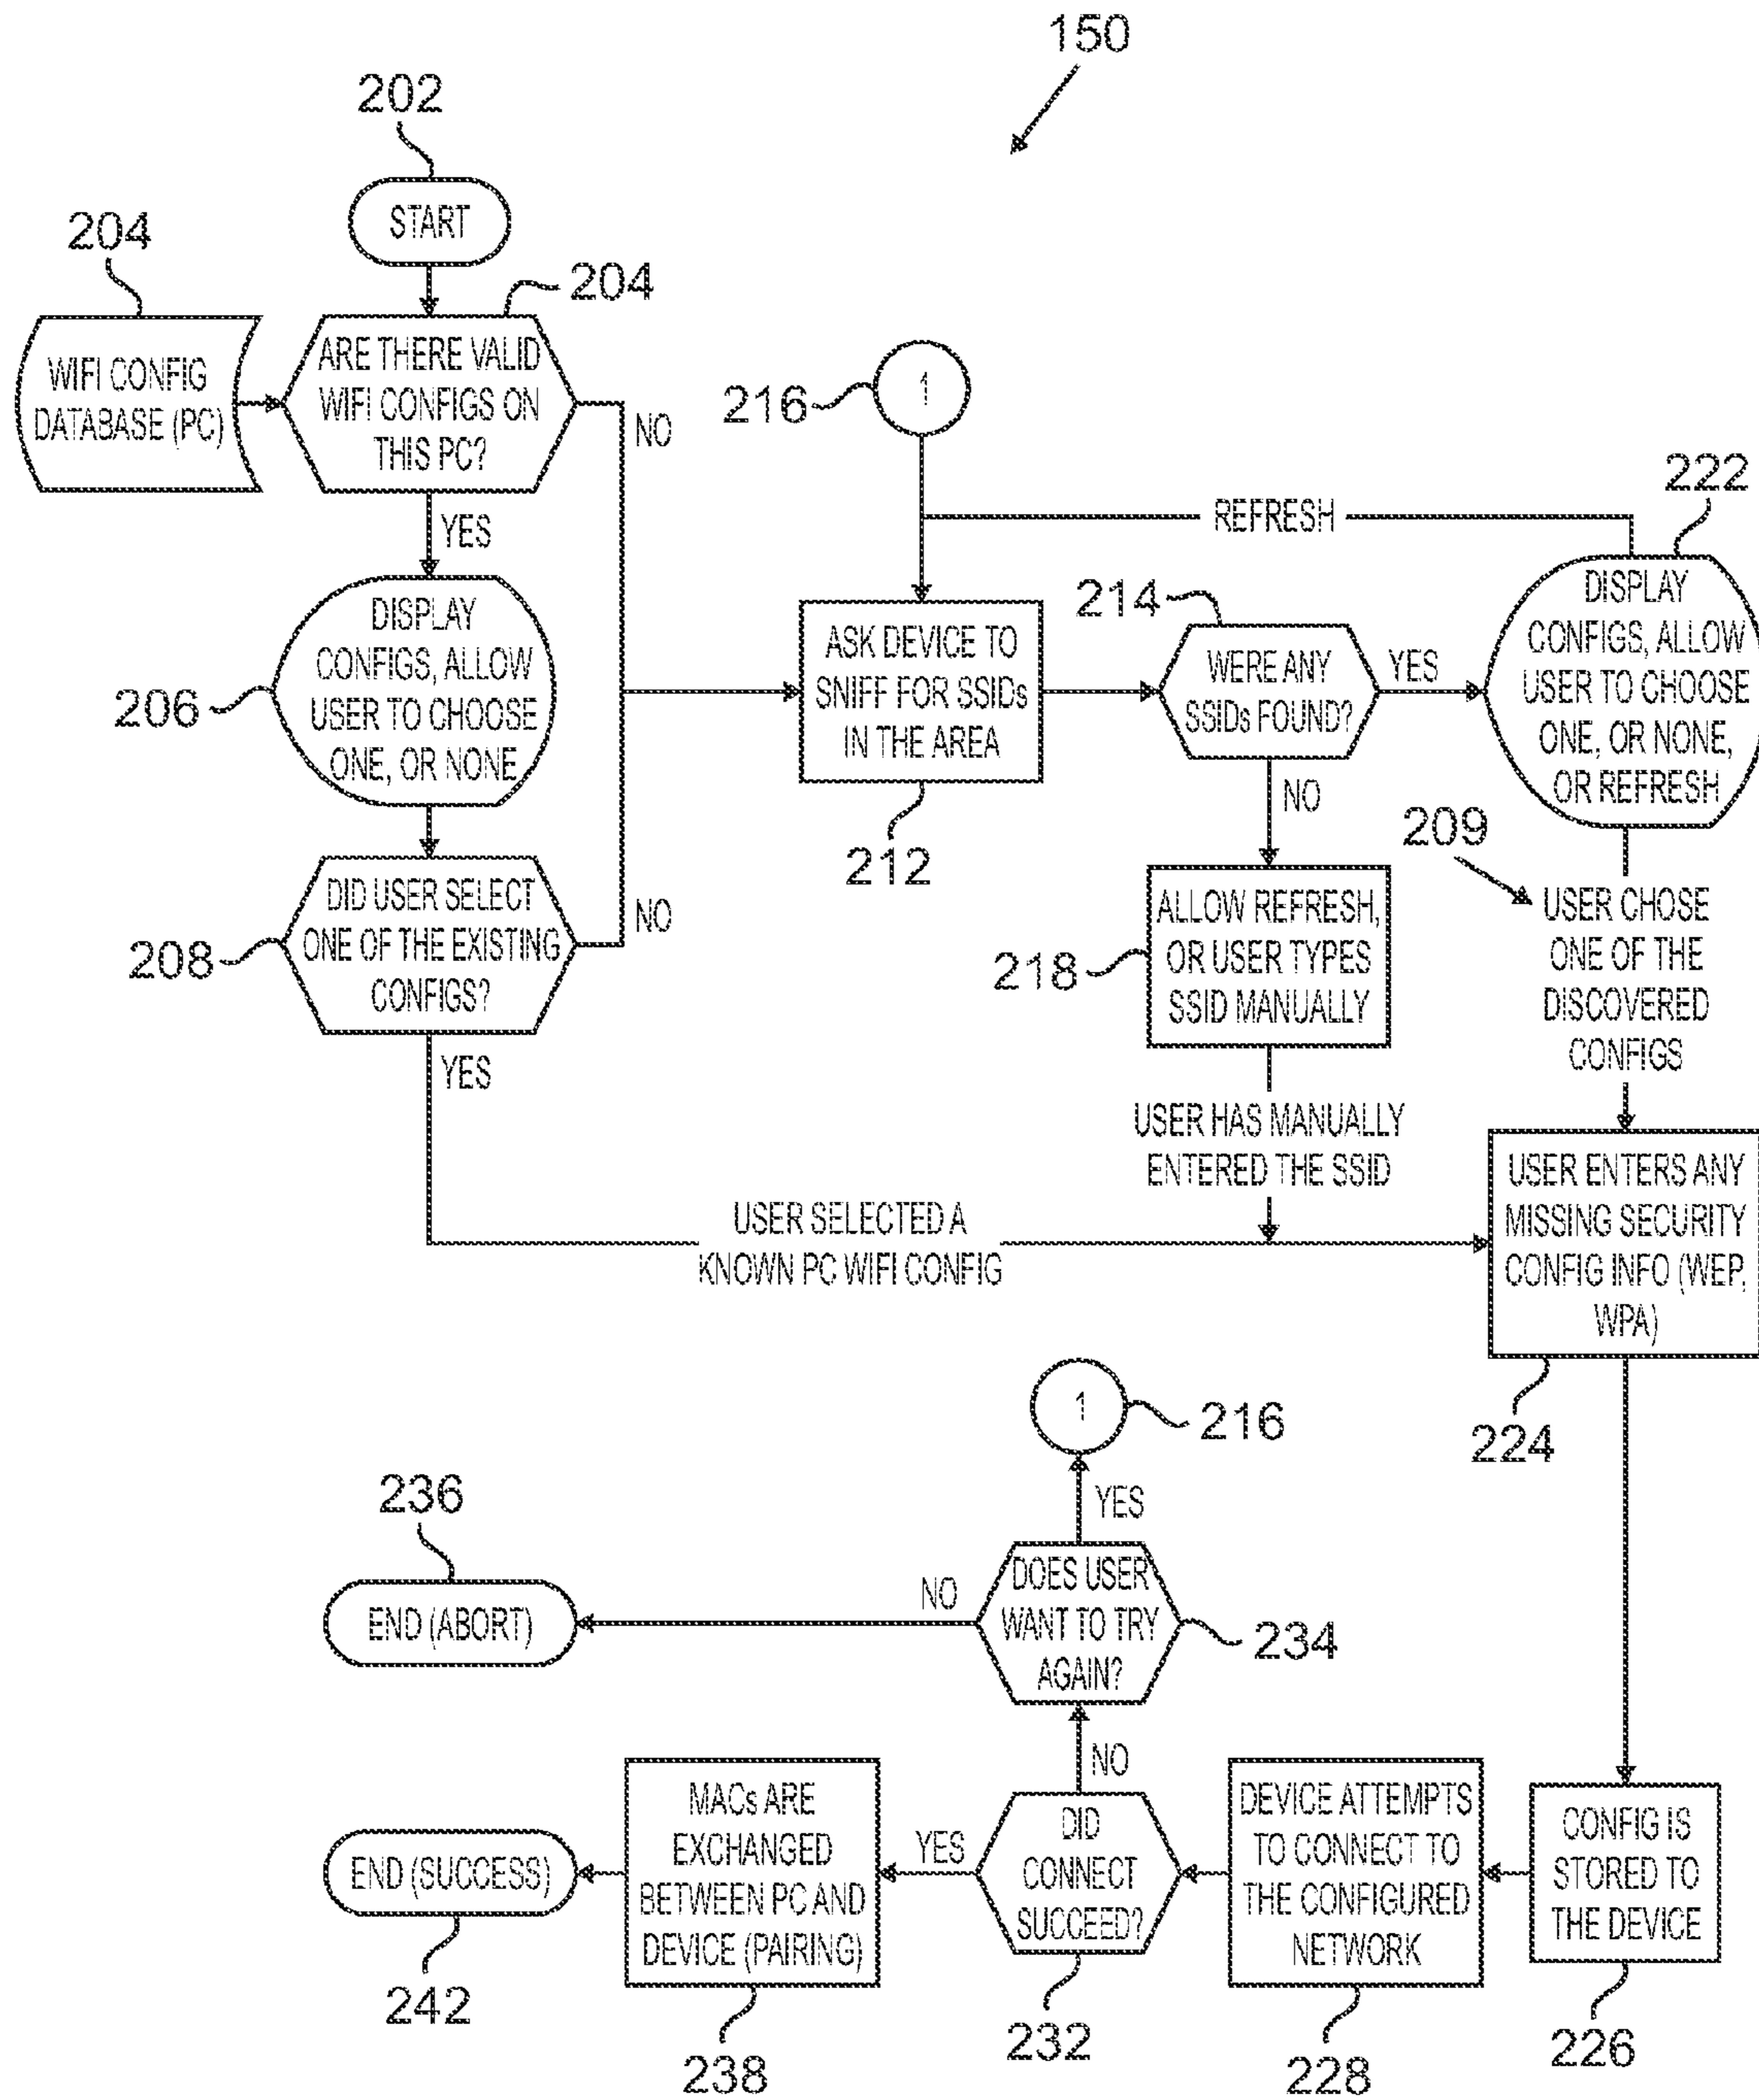 150
202
START
204
204
WIFI CONFIG
DATABASE (PC)
ARE THERE VALID
WIFI CONFIGS ON
THIS PC?
NO
YES
216
1
REFRESH
222
206
DISPLAY
CONFIGS, ALLOW
USER TO CHOOSE
ONE, OR NONE
ASK DEVICE TO
SNIFF FOR SSIDs
IN THE AREA
212
214
WERE ANY
SSIDs FOUND?
YES
NO
DISPLAY
CONFIGS, ALLOW
USER TO CHOOSE
ONE, OR NONE,
OR REFRESH
208
DID USER SELECT
ONE OF THE EXISTING
CONFIGS?
NO
YES
218
ALLOW REFRESH,
OR USER TYPES
SSID MANUALLY
209
USER CHOSE
ONE OF THE
DISCOVERED
CONFIGS
USER HAS MANUALLY
ENTERED THE SSID
USER SELECTED A
KNOWN PC WIFI CONFIG
USER ENTERS ANY
MISSING SECURITY
CONFIG INFO (WEP,
WPA)
224
1
216
YES
236
END (ABORT)
NO
DOES USER
WANT TO TRY
AGAIN?
234
NO
END (SUCCESS)
242
MACs ARE
EXCHANGED
BETWEEN PC AND
DEVICE (PAIRING)
238
YES
DID
CONNECT
SUCCEED?
232
DEVICE ATTEMPTS
TO CONNECT TO
THE CONFIGURED
NETWORK
228
CONFIG IS
STORED TO
THE DEVICE
226